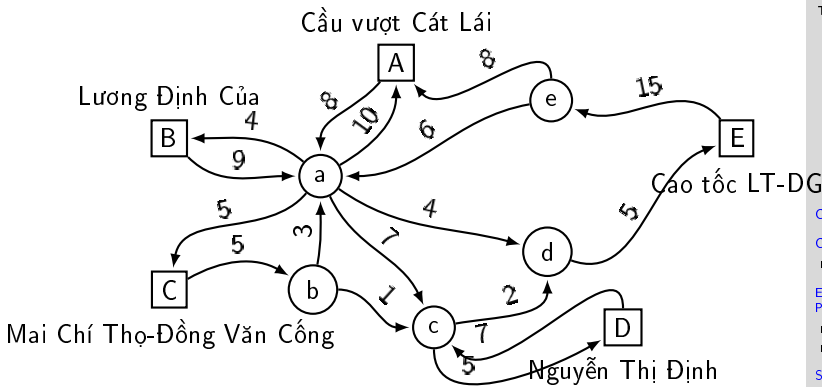 Cầu vượt Cát Lái
A
8
e
15
Lương Định Của
8
10
4
6
B
E
9
a
Cao tốc LT-DG
5
4
5
5
3
7
d
C
b
1
2
c
7
D
Mai Chí Thọ-Đồng Văn Cống
5
Nguyễn Thị Định